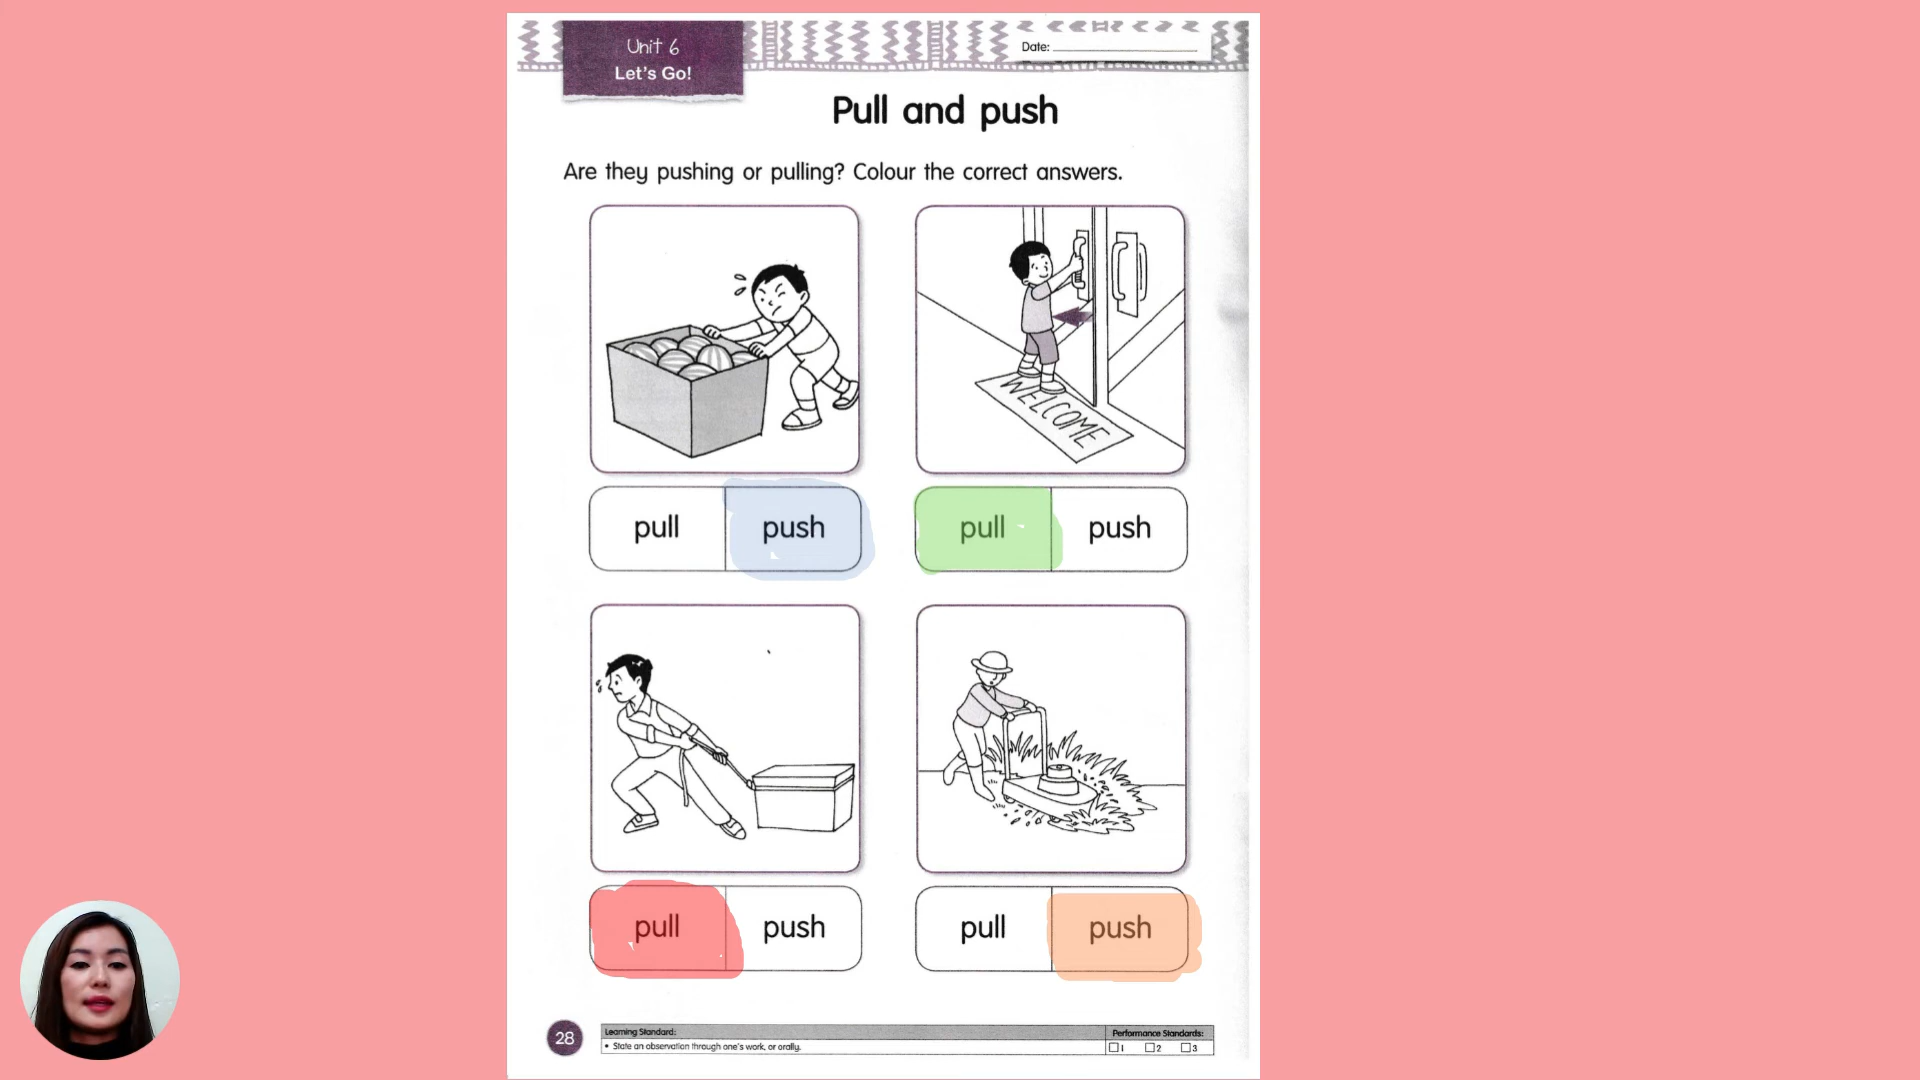 Unit 6
Let's Go!
Date:
Pull and push
Are they pushing or pulling? Colour the correct answers.
WELCOME
pull push
pull push
pull push
pull push
28
Learning Standard:
• State an observation through one's work, or orally.
Performance Standards:
1 2 3